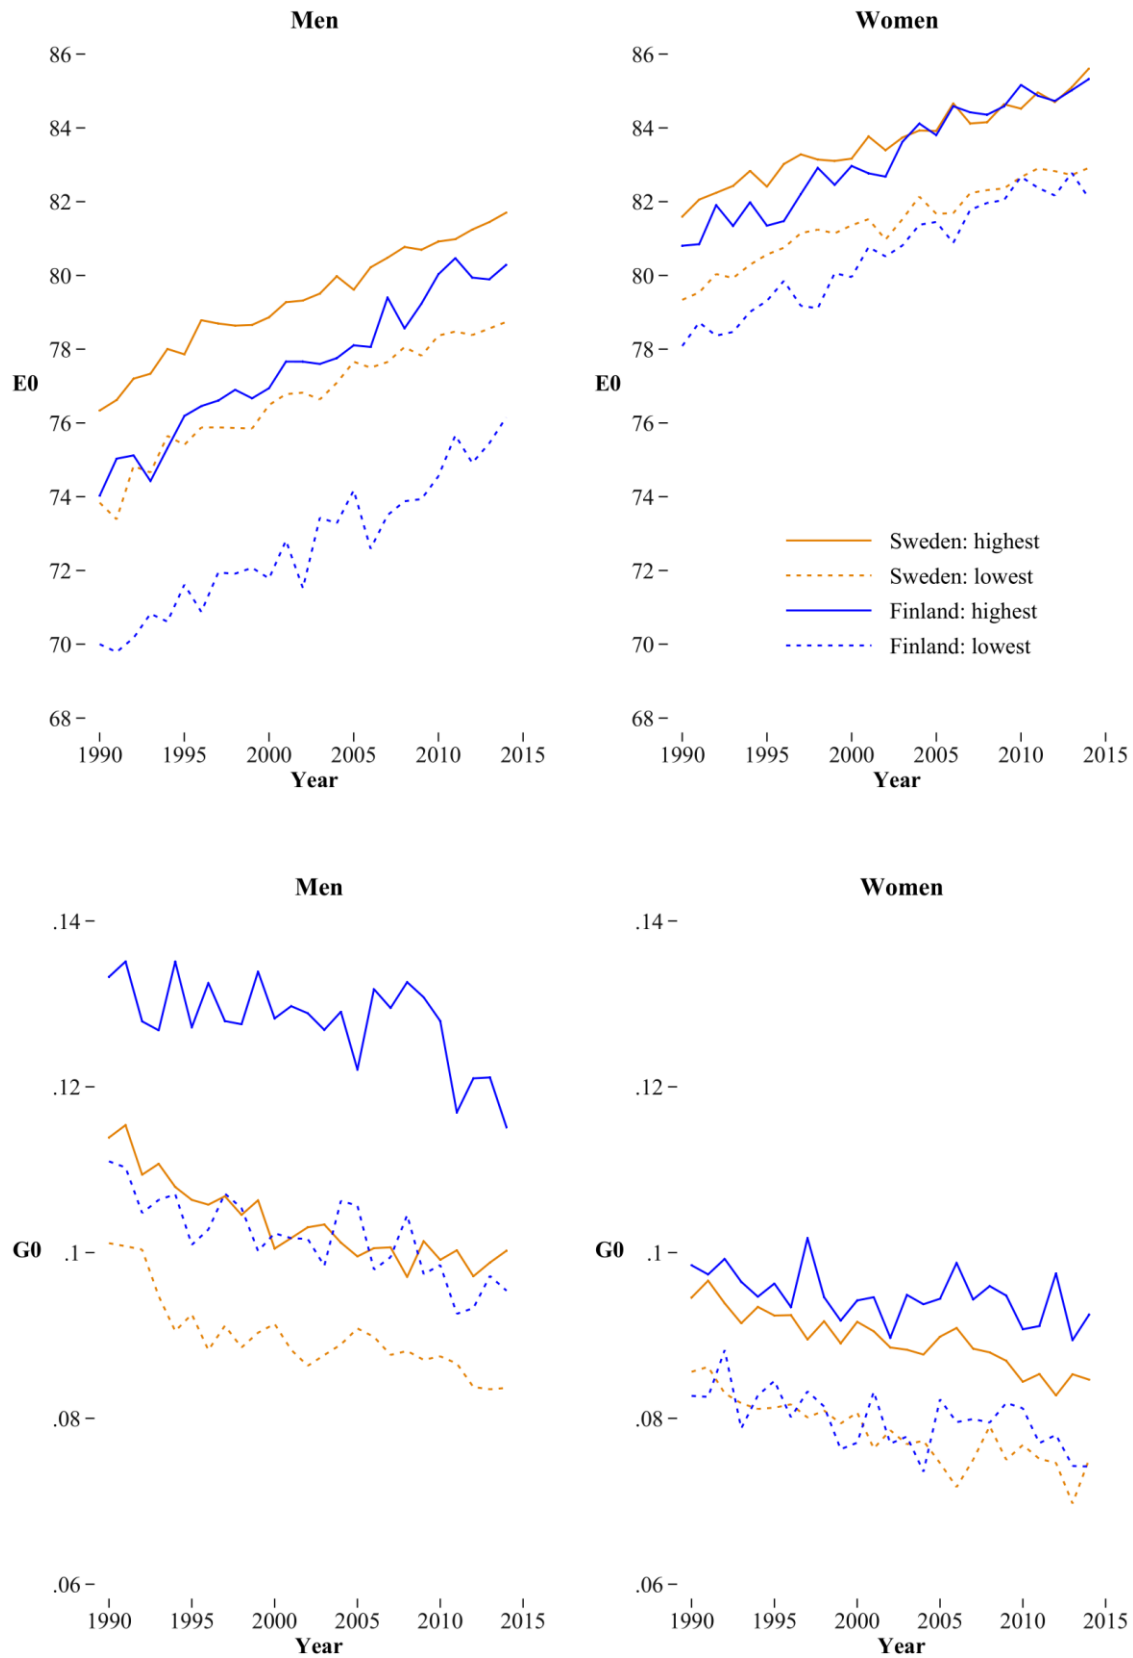 Men
86
84
82
80
78
E0
76
74
72
70
68
1990 1995 2000 2005 2010 2015
Year
Women
86
84
82
80
78
E0
76
74
72
70
68
Sweden: highest
Sweden: lowest
Finland: highest
Finland: lowest
1990 1995 2000 2005 2010 2015
Year
Men
.14
.12
G0
.1
.08
.06
1990 1995 2000 2005 2010 2015
Year
Women
.14
.12
G0
.1
.08
.06
1990 1995 2000 2005 2010 2015
Year